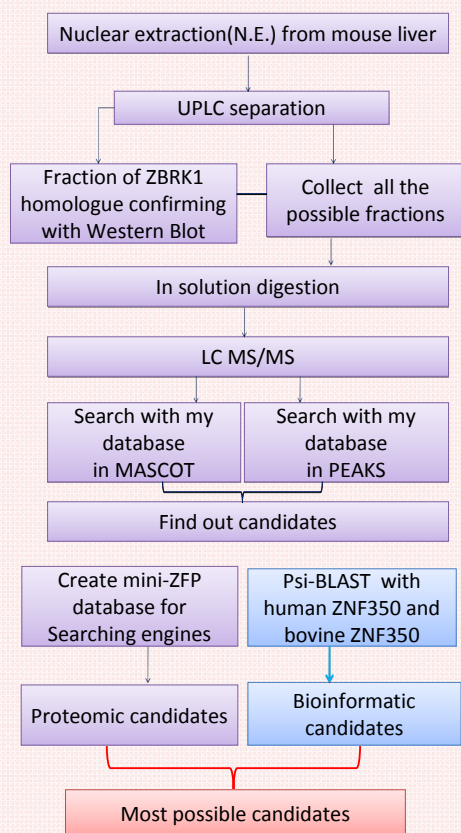 Nuclear extraction(N.E.) from mouse liver
UPLC separation
Fraction of ZBRK1
homologue confirming
with Western Blot
Collect all the
possible fractions
In solution digestion
LC MS/MS
Search with my
database
in MASCOT
Search with my
database
in PEAKS
Find out candidates
Create mini-ZFP
database for
Searching engines
Psi-BLAST with
human ZNF350 and
bovine ZNF350
Proteomic candidates
Bioinformatic
candidates
Most possible candidates